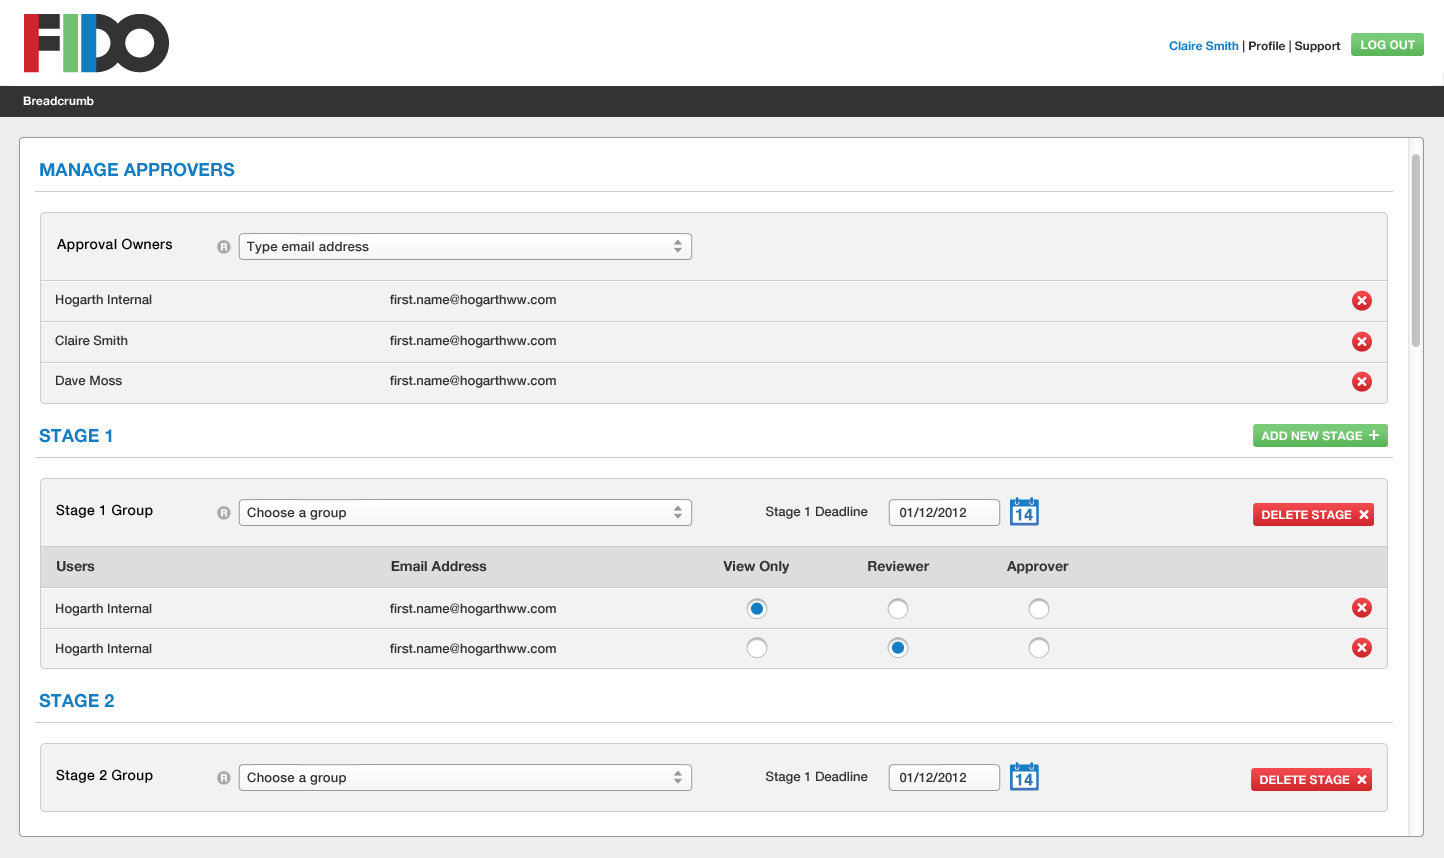 FIDO
Claire Smith | Profile | Support LOG OUT
Breadcrumb
MANAGE APPROVERS
Approval Owners R Type email address
Hogarth Internal first.name@hogarthww.com
Claire Smith first.name@hogarthww.com
Dave Moss first.name@hogarthww.com
STAGE 1 ADD NEW STAGE +
Stage 1 Group R Choose a group Stage 1 Deadline 01/12/2012 14 DELETE STAGE
Users Email Address View Only Reviewer Approver
Hogarth Internal first.name@hogarthww.com
Hogarth Internal first.name@hogarthww.com
STAGE 2
Stage 2 Group R Choose a group Stage 1 Deadline 01/12/2012 14 DELETE STAGE